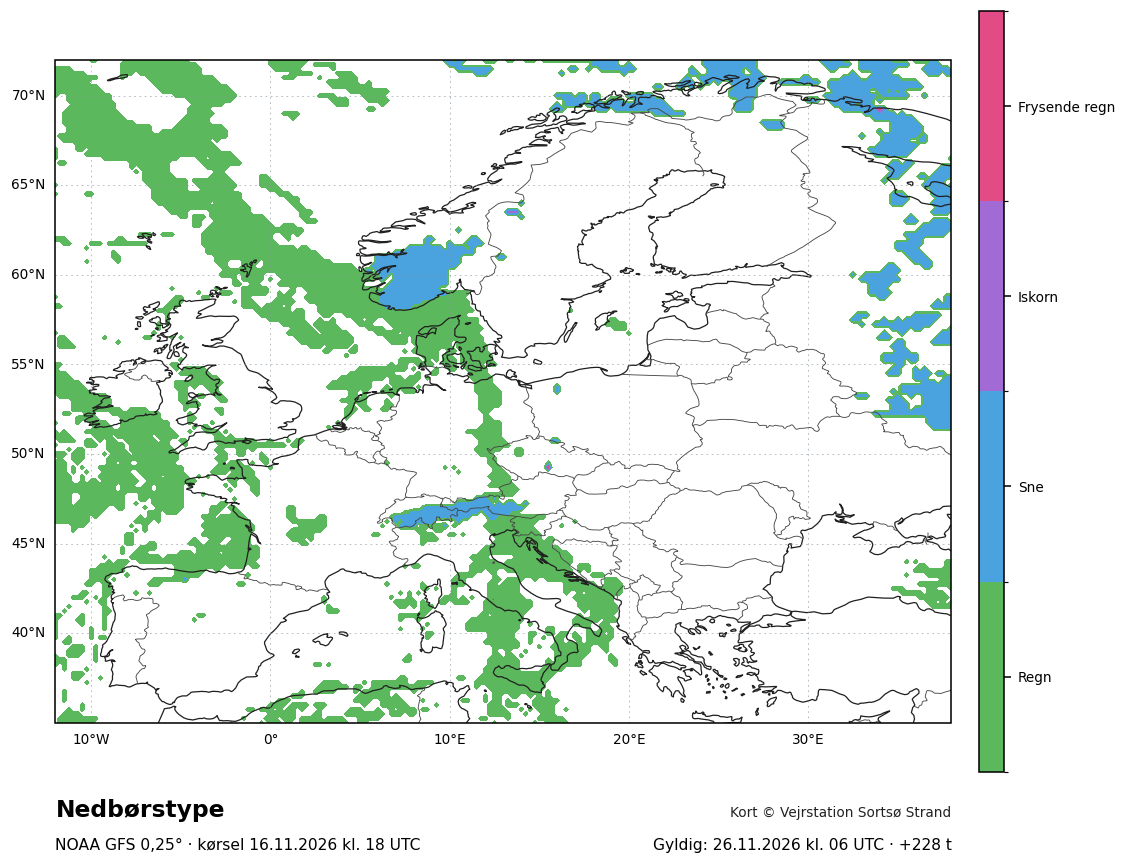 70°N
65°N
60°N
55°N
50°N
45°N
40°N
10°W
0°
10°E
20°E
30°E
Frysende regn
Iskorn
Sne
Regn
Nedbørstype
Kort © Vejrstation Sortsø Strand
NOAA GFS 0,25° · kørsel 16.11.2026 kl. 18 UTC
Gyldig: 26.11.2026 kl. 06 UTC · +228 t